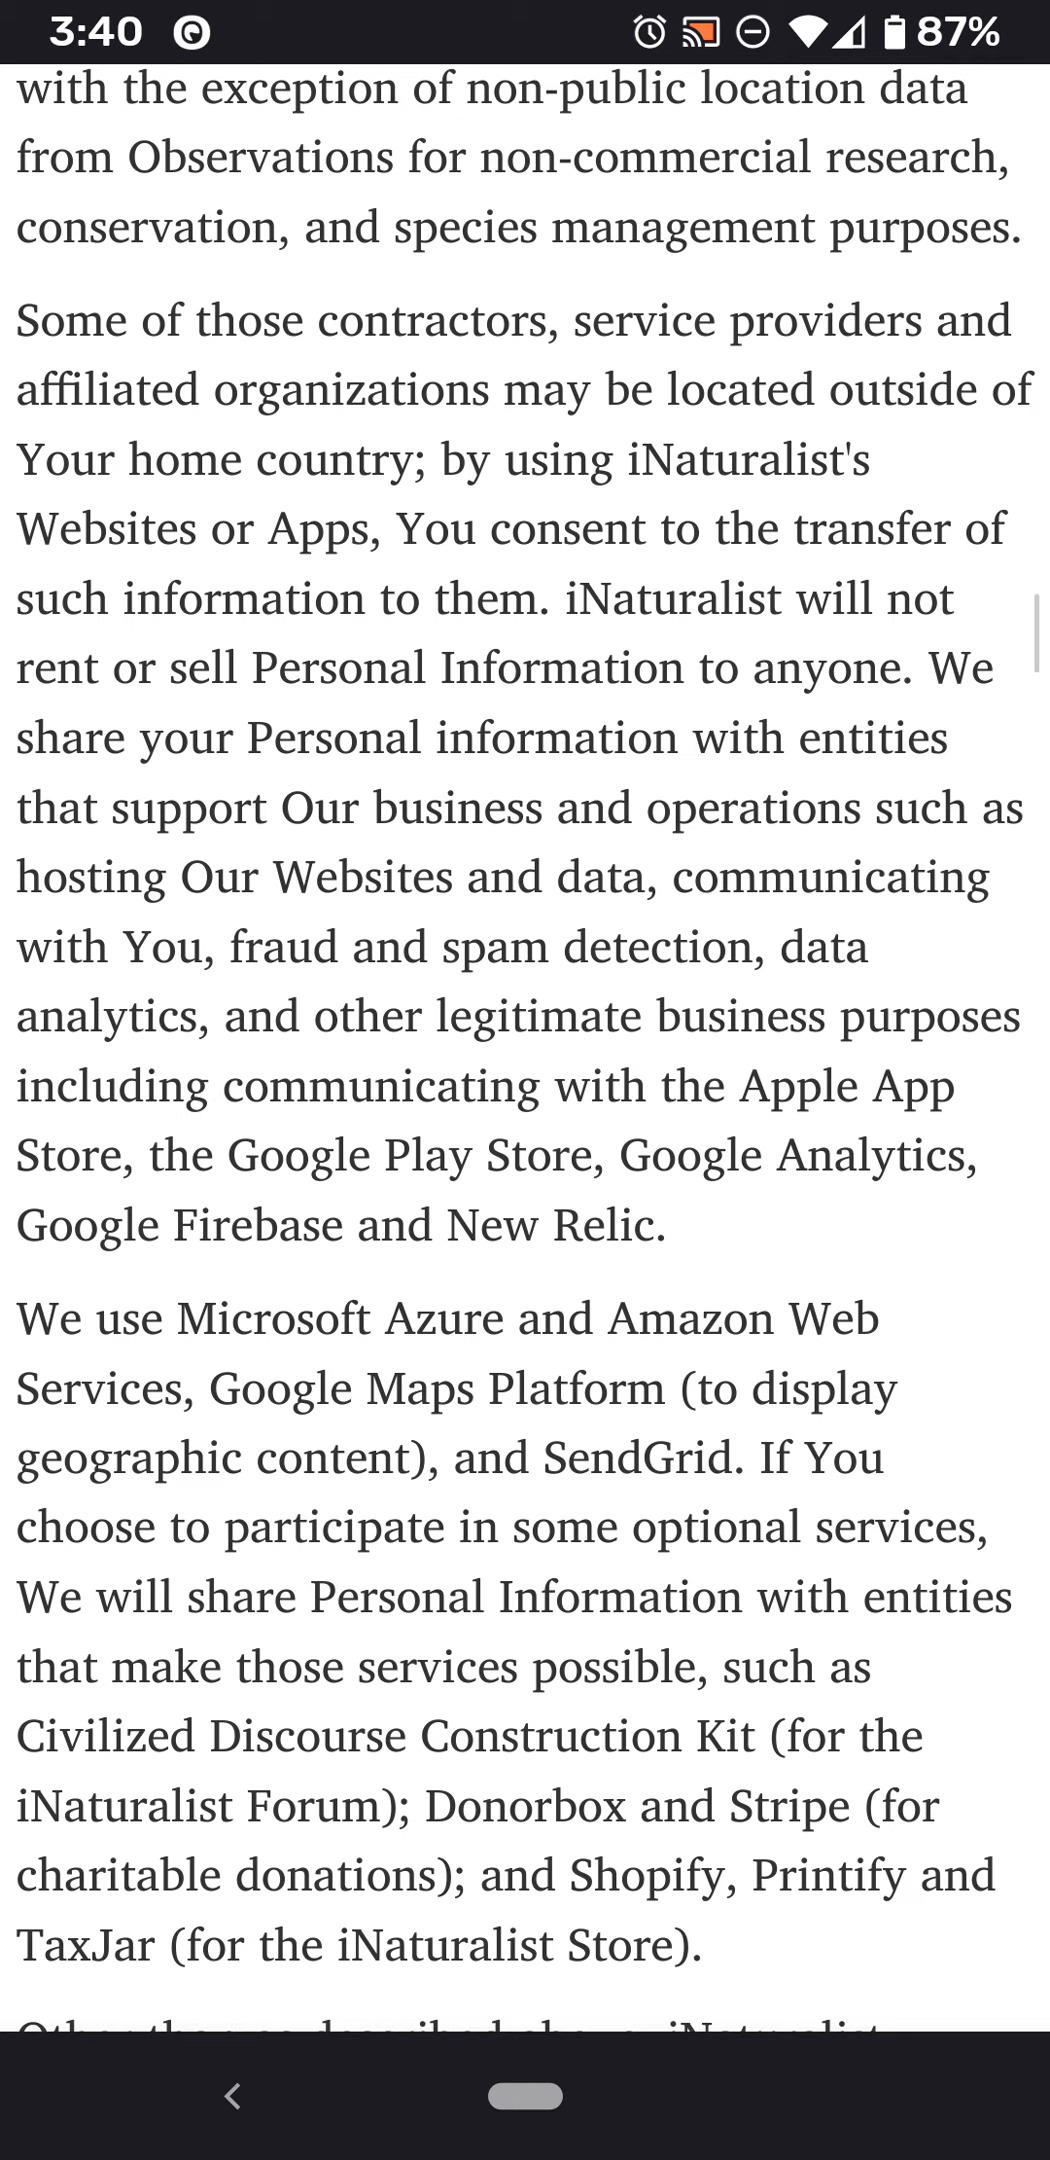 3:40
87%
with the exception of non-public location data
from Observations for non-commercial research,
conservation, and species management purposes.
Some of those contractors, service providers and
affiliated organizations may be located outside of
Your home country; by using iNaturalist's
Websites or Apps, You consent to the transfer of
such information to them. iNaturalist will not
rent or sell Personal Information to anyone. We
share your Personal information with entities
that support Our business and operations such as
hosting Our Websites and data, communicating
with You, fraud and spam detection, data
analytics, and other legitimate business purposes
including communicating with the Apple App
Store, the Google Play Store, Google Analytics,
Google Firebase and New Relic.
We use Microsoft Azure and Amazon Web
Services, Google Maps Platform (to display
geographic content), and SendGrid. If You
choose to participate in some optional services,
We will share Personal Information with entities
that make those services possible, such as
Civilized Discourse Construction Kit (for the
iNaturalist Forum); Donorbox and Stripe (for
charitable donations); and Shopify, Printify and
TaxJar (for the iNaturalist Store).
Other than as described above, iNaturalist